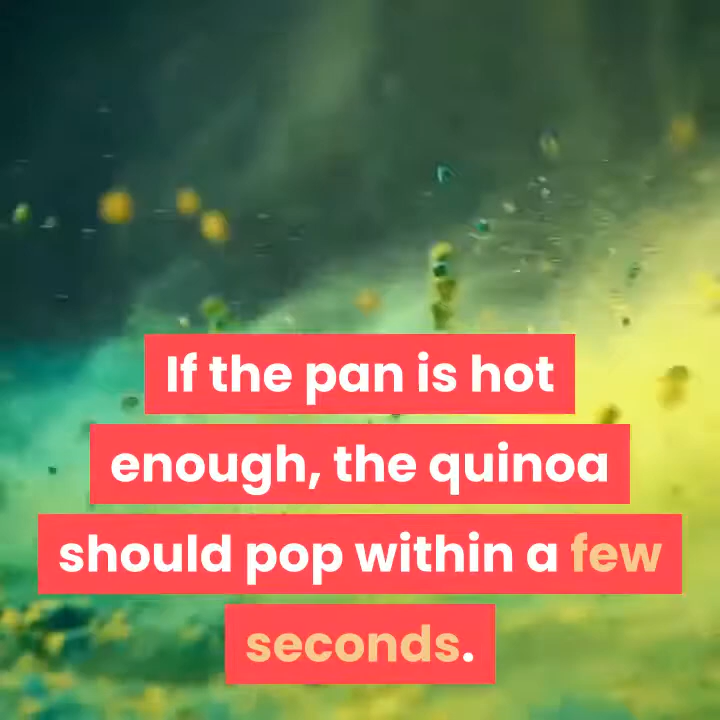 If the pan is hot
enough, the quinoa
should pop within a few
seconds.